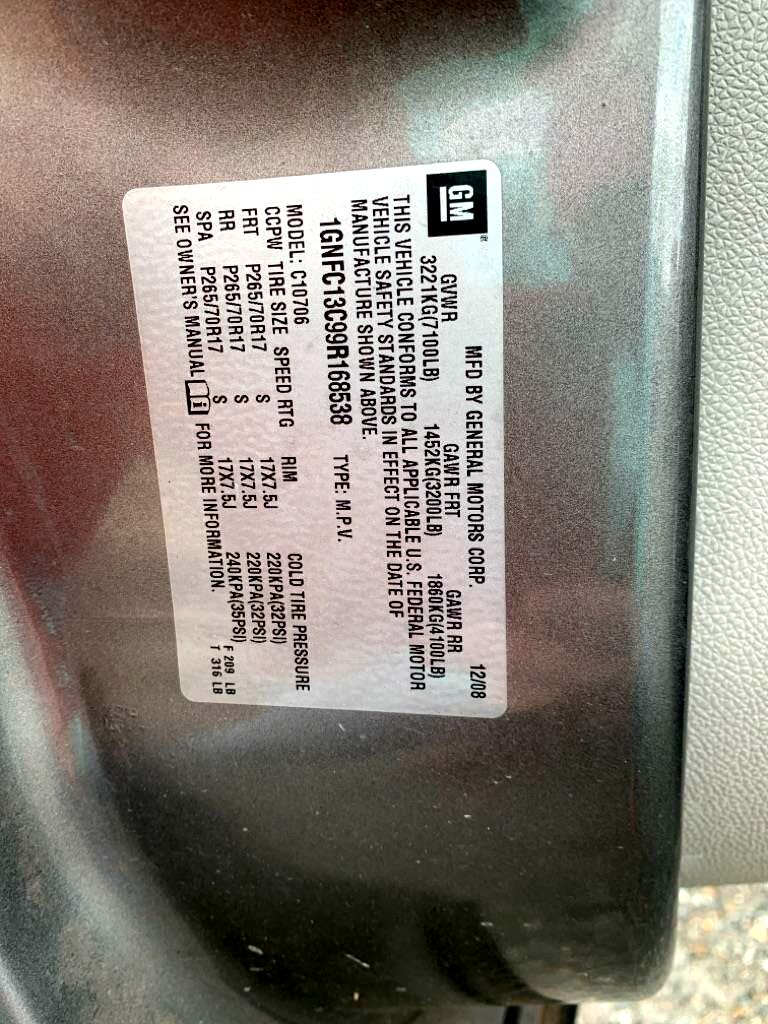 GM
MFD BY GENERAL MOTORS CORP. 12/08
GVWR GAWR FRT GAWR RR
3221KG(7100LB) 1452KG(3200LB) 1860KG(4100LB)
THIS VEHICLE CONFORMS TO ALL APPLICABLE U.S. FEDERAL MOTOR
VEHICLE SAFETY STANDARDS IN EFFECT ON THE DATE OF
MANUFACTURE SHOWN ABOVE.
1GNFC13C99R168538 TYPE: M.P.V.
MODEL: C10706
CCPW TIRE SIZE SPEED RTG RIM COLD TIRE PRESSURE
FRT P265/70R17 S 17X7.5J 220KPA(32PSI)
RR P265/70R17 S 17X7.5J 220KPA(32PSI)
SPA P265/70R17 S 17X7.5J 240KPA(35PSI)
SEE OWNER'S MANUAL i FOR MORE INFORMATION.
F 209 LB
T 316 LB